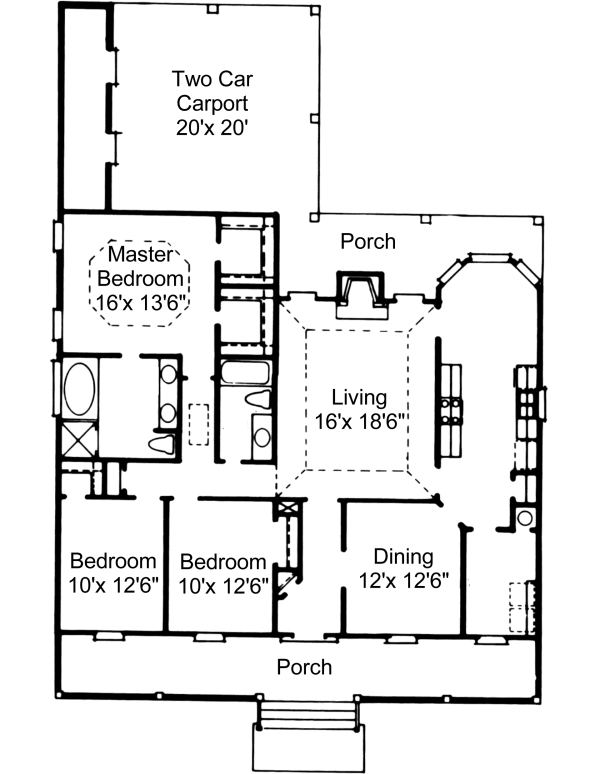 Two Car
Carport
20'x 20'
Porch
Master
Bedroom
16'x 13'6"
Living
16'x 18'6"
Bedroom
10'x 12'6"
Bedroom
10'x 12'6"
Dining
12'x 12'6"
Porch